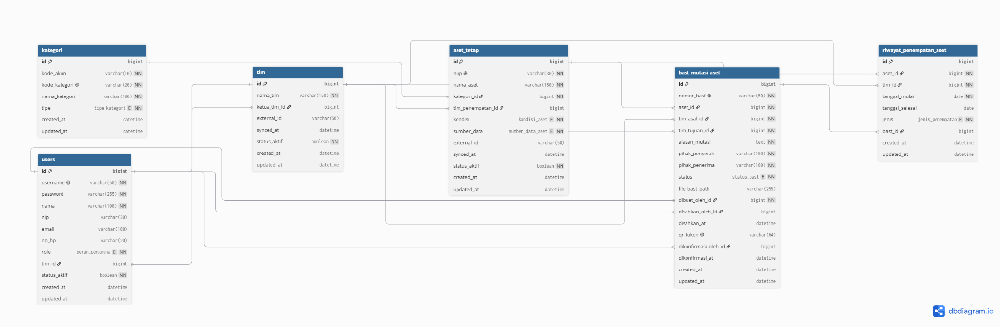 kategori
id bigint
kode_akun varchar(10) NN
kode_kategori varchar(20) NN
nama_kategori varchar(100) NN
tipe tipe_kategori E NN
created_at datetime
updated_at datetime
users
id bigint
username varchar(50) NN
password varchar(255) NN
nama varchar(100) NN
nip varchar(30)
email varchar(100)
no_hp varchar(20)
role peran_pengguna E NN
tim_id bigint
status_aktif boolean NN
created_at datetime
updated_at datetime
tim
id bigint
nama_tim varchar(150) NN
ketua_tim_id bigint
external_id varchar(50)
synced_at datetime
status_aktif boolean NN
created_at datetime
updated_at datetime
aset_tetap
id bigint
nup varchar(30) NN
nama_aset varchar(150) NN
kategori_id bigint NN
tim_penempatan_id bigint
kondisi kondisi_aset E NN
sumber_data sumber_data_aset E NN
external_id varchar(50)
synced_at datetime
status_aktif boolean NN
created_at datetime
updated_at datetime
bast_mutasi_aset
id bigint
nomor_bast varchar(50) NN
aset_id bigint NN
tim_asal_id bigint NN
tim_tujuan_id bigint NN
alasan_mutasi text NN
pihak_penyerah varchar(100) NN
pihak_penerima varchar(100) NN
status status_bast E NN
file_bast_path varchar(255)
dibuat_oleh_id bigint NN
disahkan_oleh_id bigint
disahkan_at datetime
qr_token varchar(64)
dikonfirmasi_oleh_id bigint
dikonfirmasi_at datetime
created_at datetime
updated_at datetime
riwayat_penempatan_aset
id bigint
aset_id bigint NN
tim_id bigint NN
tanggal_mulai date NN
tanggal_selesai date
jenis jenis_penempatan E NN
bast_id bigint
created_at datetime
updated_at datetime
dbdiagram.io